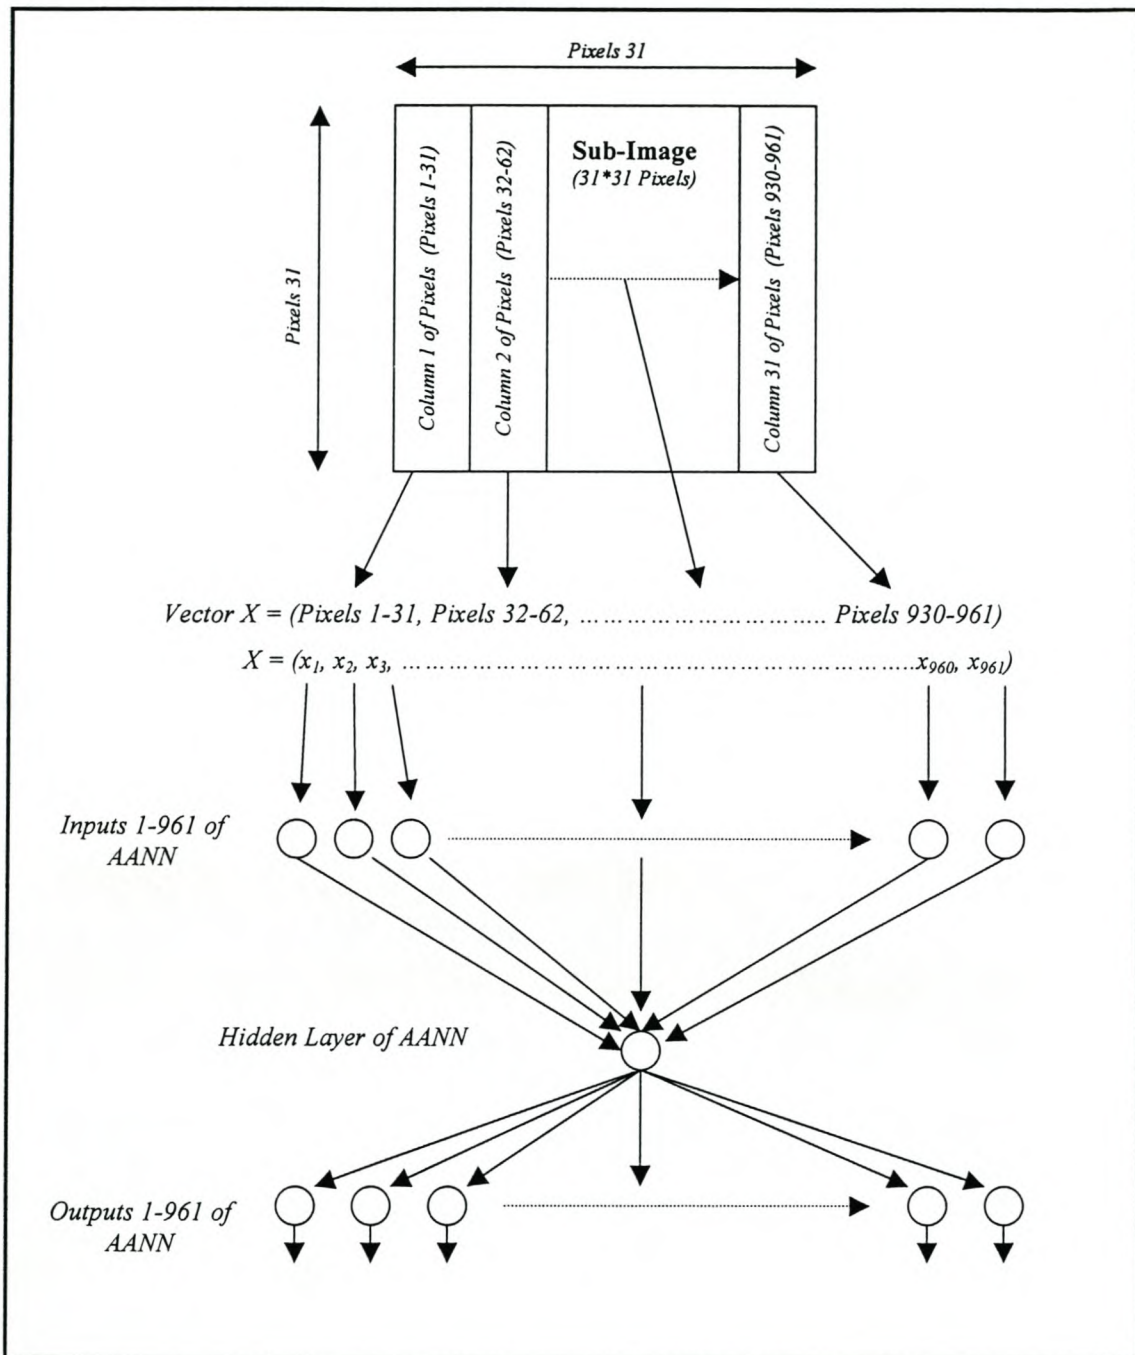 Pixels 31
Pixels 31
Column 1 of Pixels (Pixels 1-31)
Column 2 of Pixels (Pixels 32-62)
Sub-Image
(31*31 Pixels)
Column 31 of Pixels (Pixels 930-961)
Vector X = (Pixels 1-31, Pixels 32-62, ………………………….. Pixels 930-961)
X = (x₁, x₂, x₃, …………………………………………………………..x₉₆₀, x₉₆₁)
Inputs 1-961 of
AANN
Hidden Layer of AANN
Outputs 1-961 of
AANN